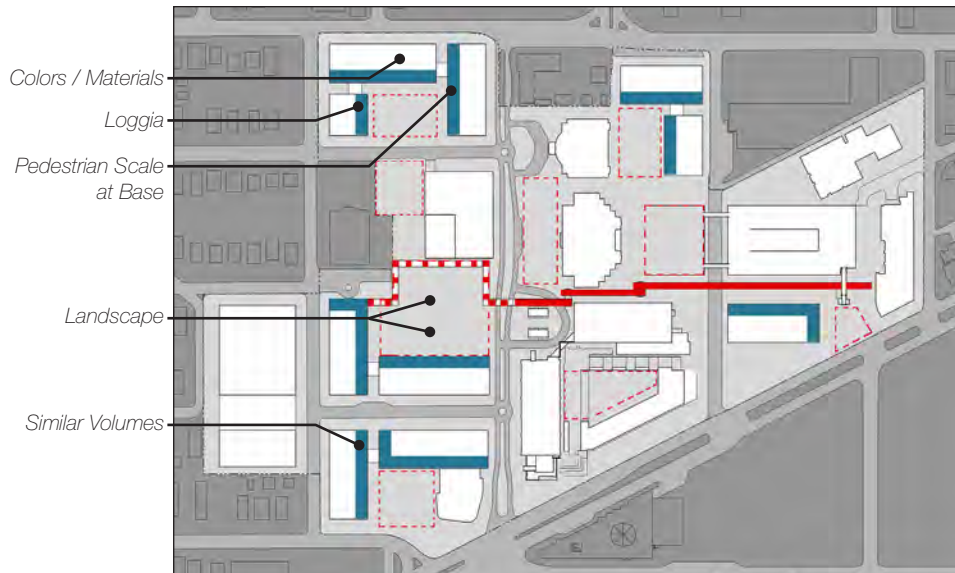 Colors / Materials
Loggia
Pedestrian Scale
at Base
Landscape
Similar Volumes